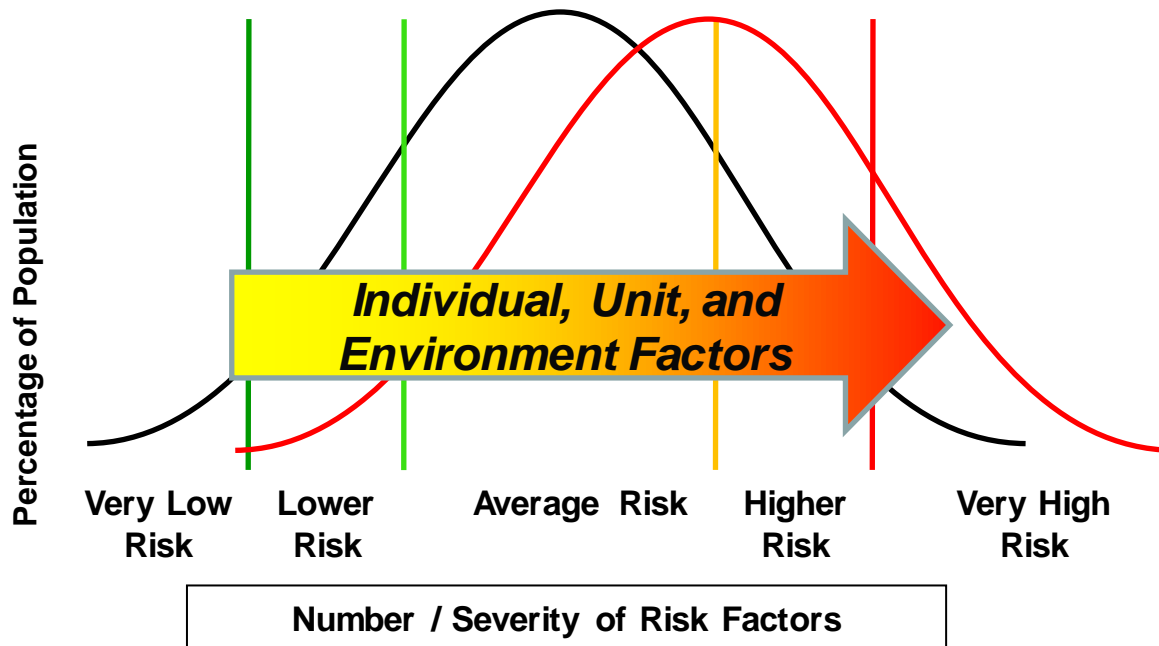 Percentage of Population
Individual, Unit, and
Environment Factors
Very Low
Risk
Lower
Risk
Average Risk
Higher
Risk
Very High
Risk
Number / Severity of Risk Factors